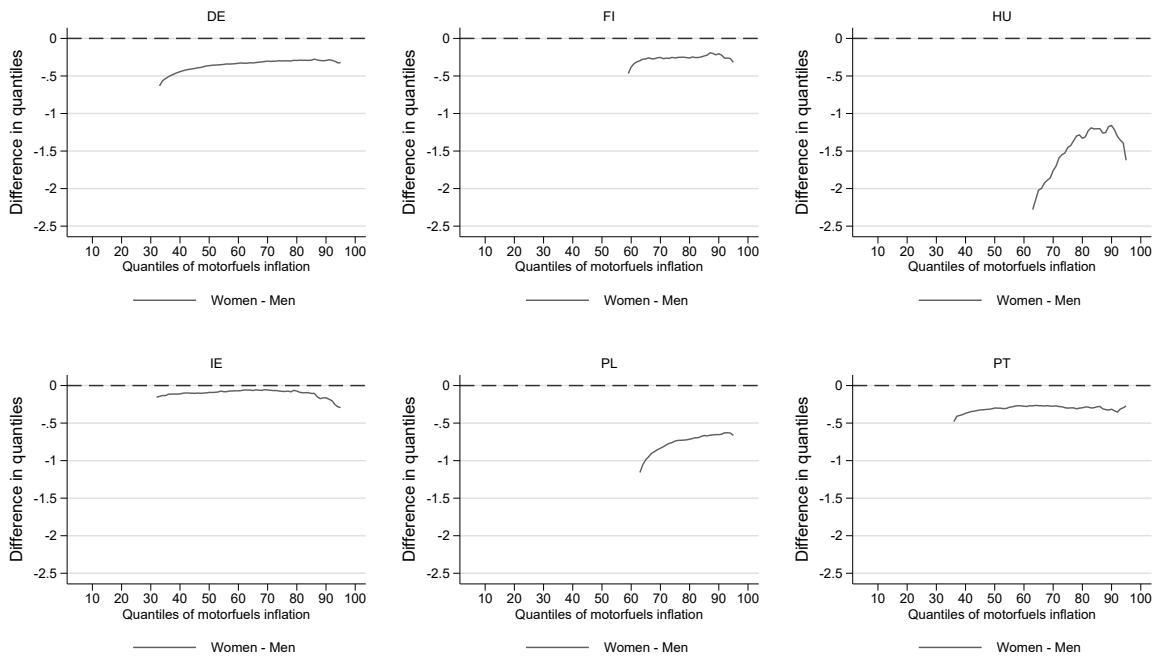 DE
0
-.5
-1
-1.5
-2
-2.5
Difference in quantiles
10 20 30 40 50 60 70 80 90 100
Quantiles of motorfuels inflation
Women - Men
FI
0
-.5
-1
-1.5
-2
-2.5
Difference in quantiles
10 20 30 40 50 60 70 80 90 100
Quantiles of motorfuels inflation
Women - Men
HU
0
-.5
-1
-1.5
-2
-2.5
Difference in quantiles
10 20 30 40 50 60 70 80 90 100
Quantiles of motorfuels inflation
Women - Men
IE
0
-.5
-1
-1.5
-2
-2.5
Difference in quantiles
10 20 30 40 50 60 70 80 90 100
Quantiles of motorfuels inflation
Women - Men
PL
0
-.5
-1
-1.5
-2
-2.5
Difference in quantiles
10 20 30 40 50 60 70 80 90 100
Quantiles of motorfuels inflation
Women - Men
PT
0
-.5
-1
-1.5
-2
-2.5
Difference in quantiles
10 20 30 40 50 60 70 80 90 100
Quantiles of motorfuels inflation
Women - Men